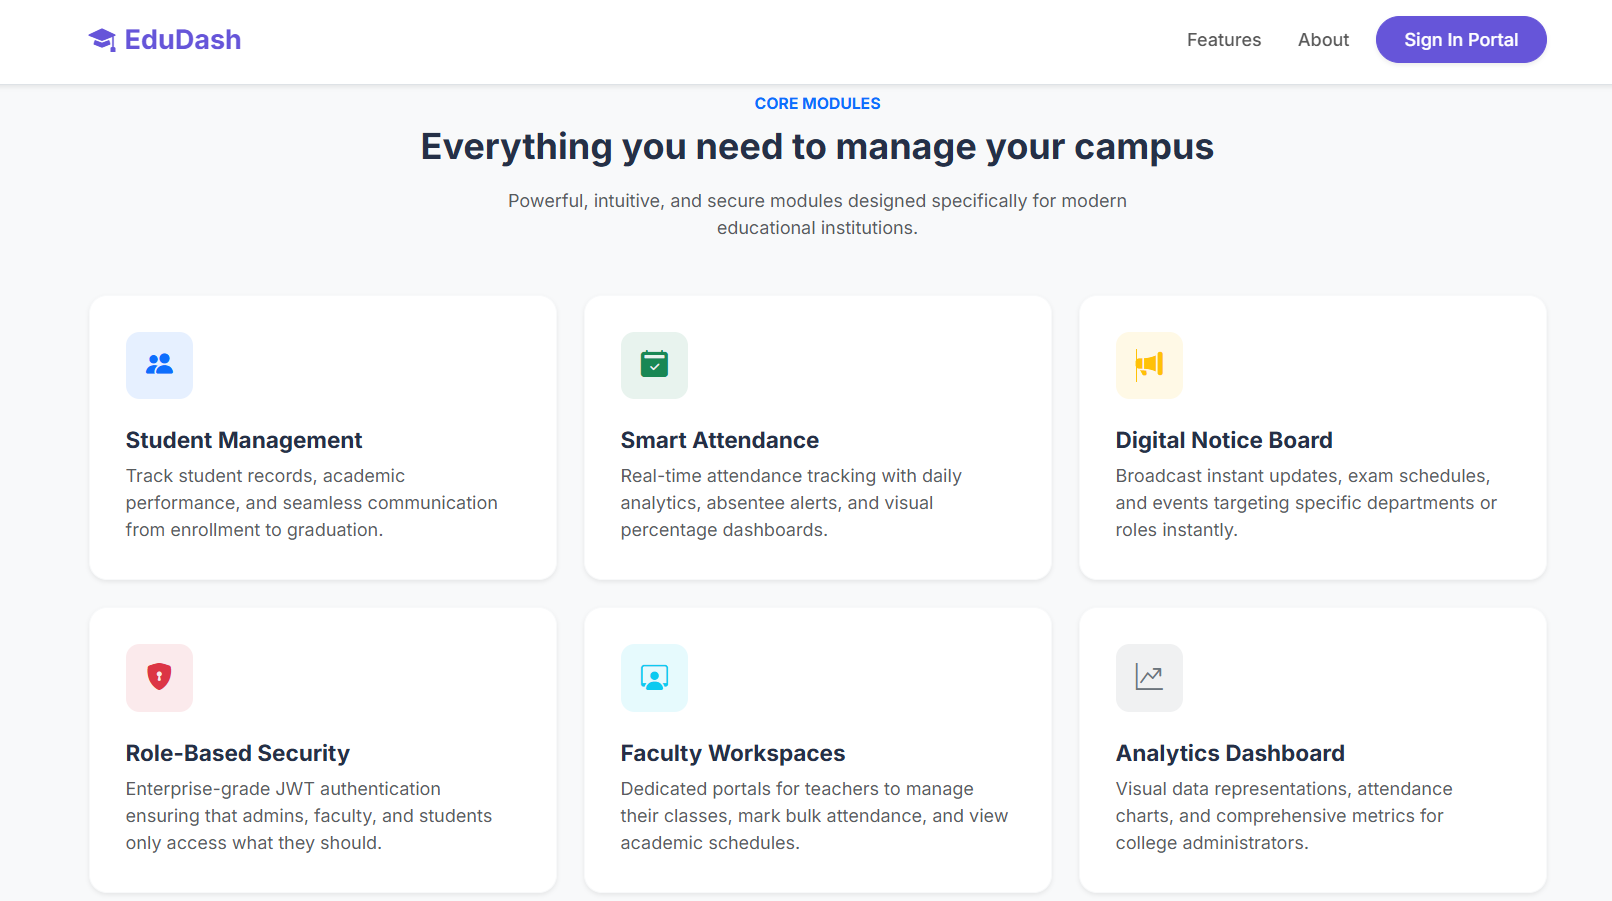 EduDash
Features
About
Sign In Portal
CORE MODULES
Everything you need to manage your campus
Powerful, intuitive, and secure modules designed specifically for modern
educational institutions.
Student Management
Track student records, academic
performance, and seamless communication
from enrollment to graduation.
Smart Attendance
Real-time attendance tracking with daily
analytics, absentee alerts, and visual
percentage dashboards.
Digital Notice Board
Broadcast instant updates, exam schedules,
and events targeting specific departments or
roles instantly.
Role-Based Security
Enterprise-grade JWT authentication
ensuring that admins, faculty, and students
only access what they should.
Faculty Workspaces
Dedicated portals for teachers to manage
their classes, mark bulk attendance, and view
academic schedules.
Analytics Dashboard
Visual data representations, attendance
charts, and comprehensive metrics for
college administrators.